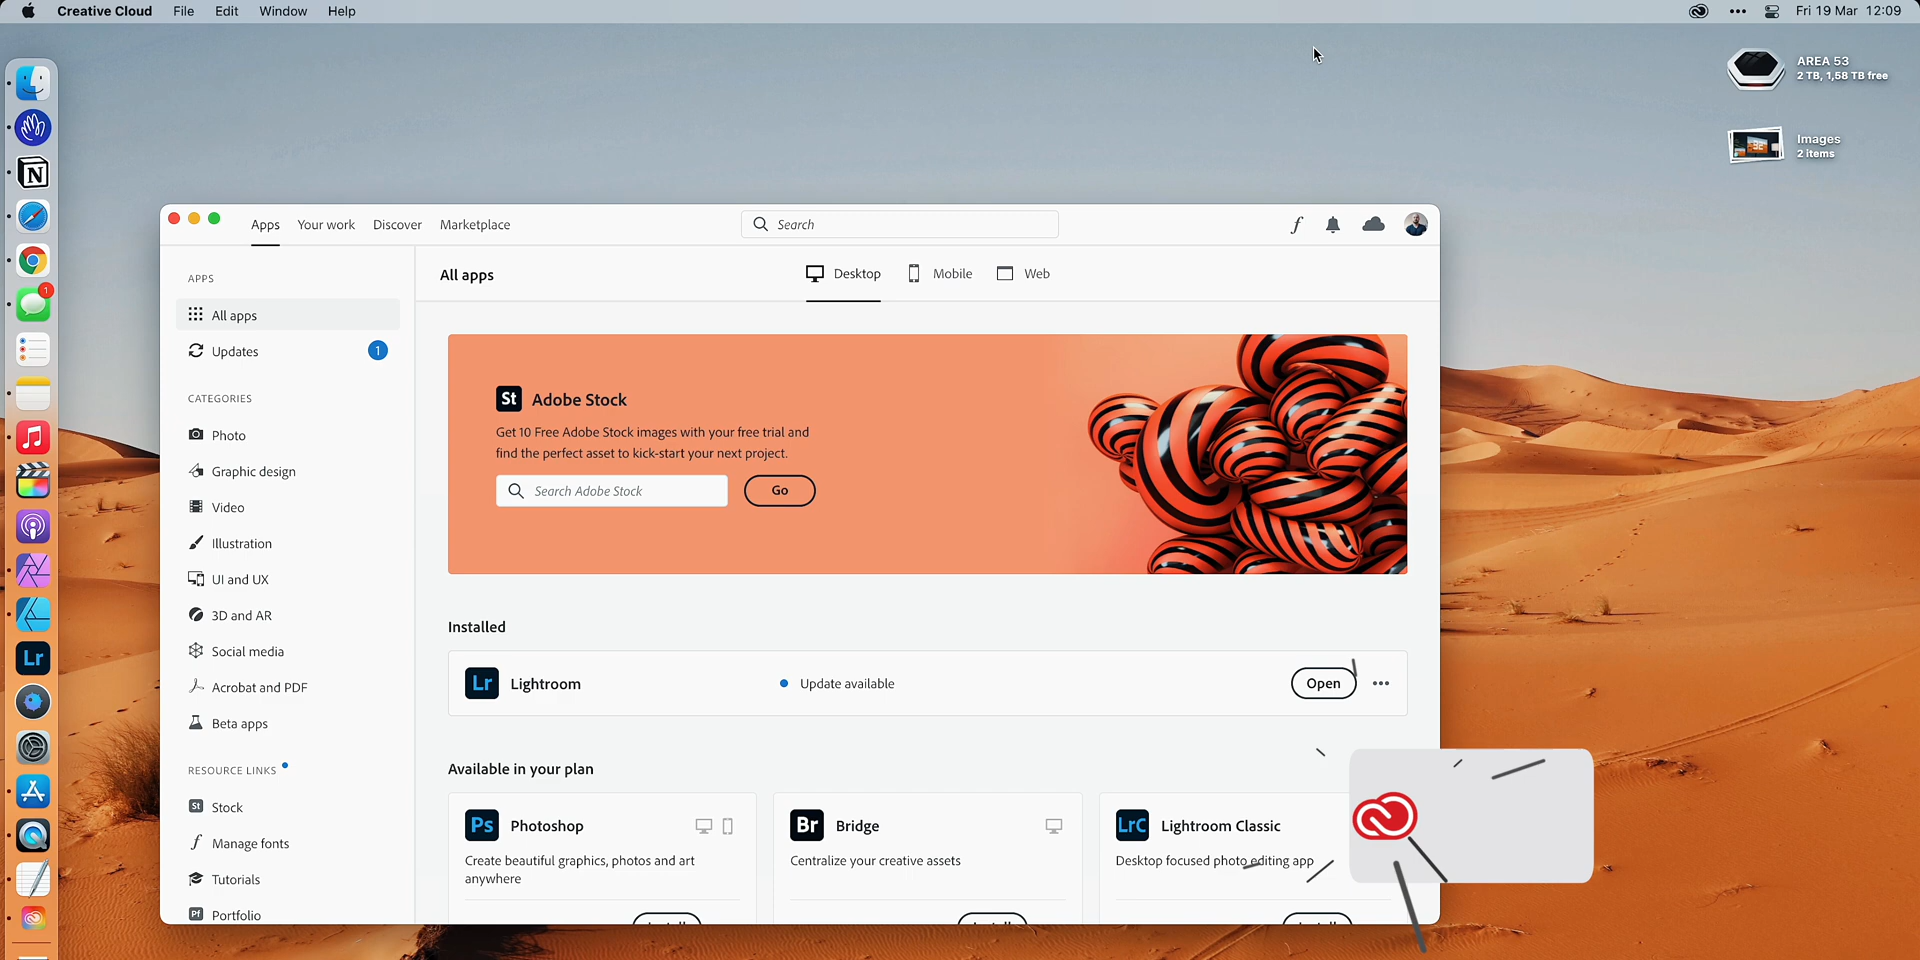 Creative Cloud File Edit Window Help
Fri 19 Mar 12:09
AREA 53
2 TB, 1,58 TB free
Images
2 items
1
Apps Your work Discover Marketplace
Search
APPS
All apps
Updates 1
CATEGORIES
Photo
Graphic design
Video
Illustration
UI and UX
3D and AR
Social media
Acrobat and PDF
Beta apps
RESOURCE LINKS
St Stock
Manage fonts
Tutorials
Pf Portfolio
All apps
Desktop Mobile Web
St Adobe Stock
Get 10 Free Adobe Stock images with your free trial and
find the perfect asset to kick-start your next project.
Search Adobe Stock Go
Installed
Lr Lightroom Update available Open
Available in your plan
Ps Photoshop
Create beautiful graphics, photos and art
anywhere
Br Bridge
Centralize your creative assets
LrC Lightroom Classic
Desktop focused photo editing app
N
Lr